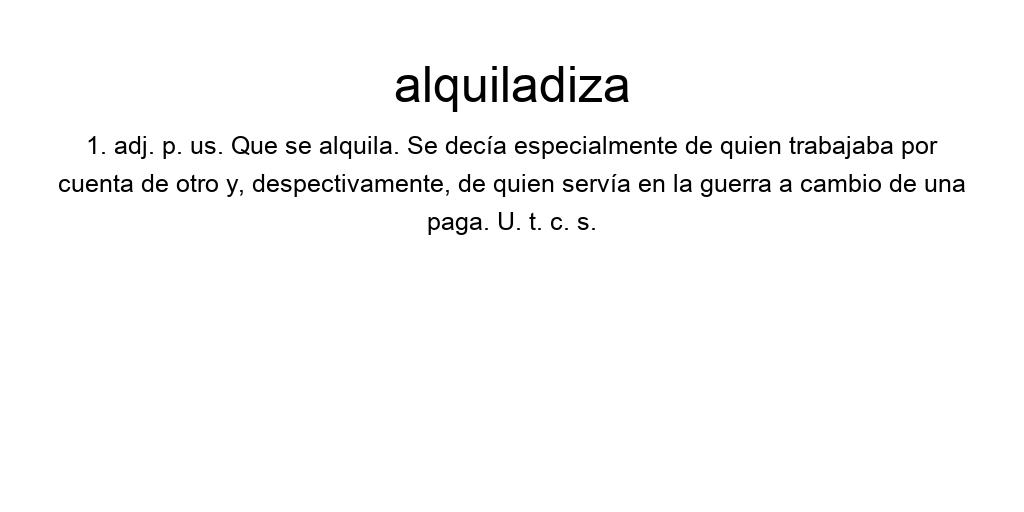 alquiladiza
1. adj. p. us. Que se alquila. Se decía especialmente de quien trabajaba por
cuenta de otro y, despectivamente, de quien servía en la guerra a cambio de una
paga. U. t. c. s.